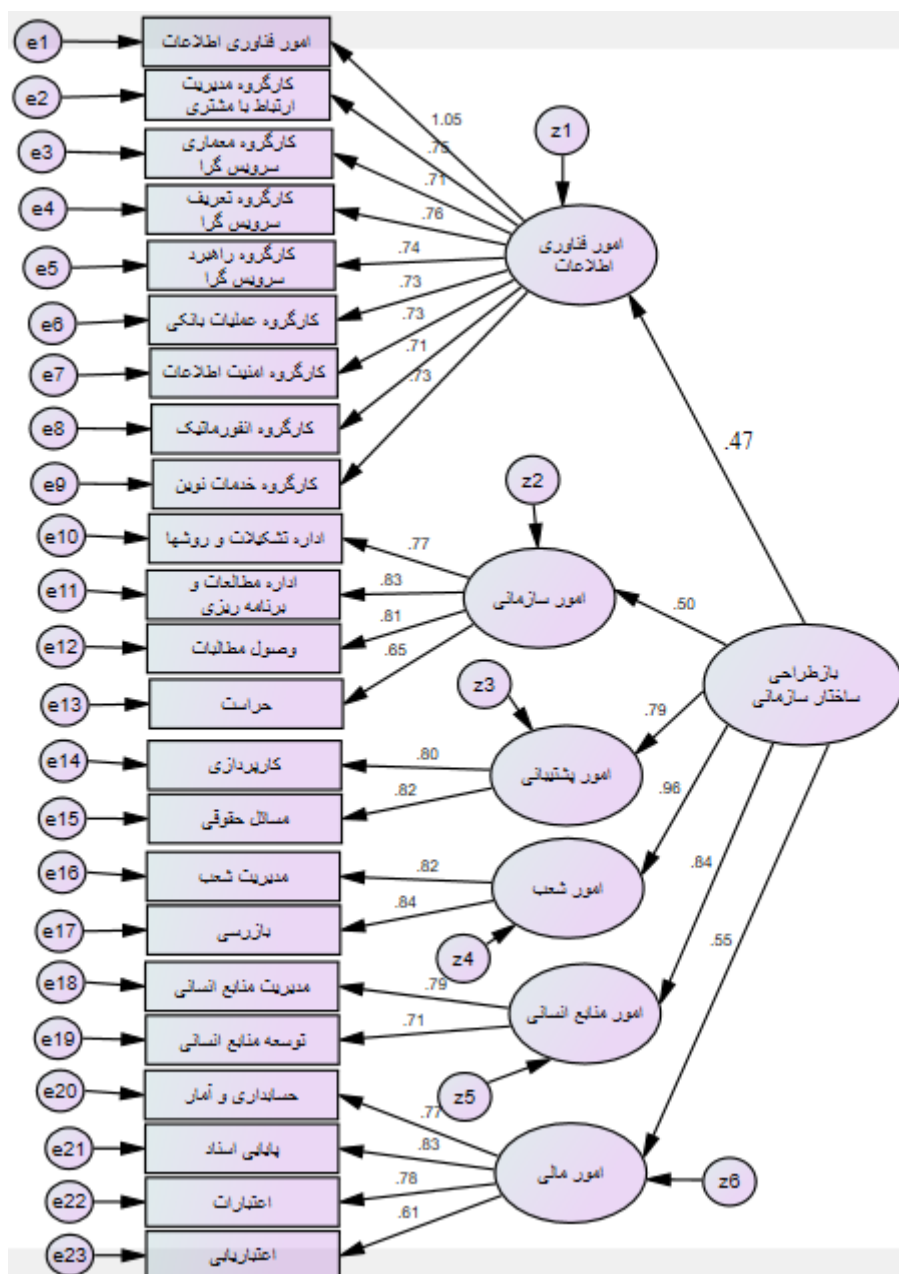 e1
امور فناوری اطلاعات
e2
کارگروه مدیریت
ارتباط با مشتری
e3
کارگروه معماری
سرویس گرا
e4
کارگروه تعریف
سرویس گرا
e5
کارگروه راهبرد
سرویس گرا
e6
کارگروه عملیات بانکی
e7
کارگروه امنیت اطلاعات
e8
کارگروه انفورماتیک
e9
کارگروه خدمات نوین
1.05
.75
.71
.76
.74
.73
.73
.71
.73
z1
امور فناوری
اطلاعات
.47
e10
اداره تشکیلات و روشها
e11
اداره مطالعات و
برنامه ریزی
e12
وصول مطالبات
e13
حراست
.77
.83
.81
.65
z2
امور سازمانی
.50
بازطراحی
ساختار سازمانی
e14
کارپردازی
e15
مسائل حقوقی
.80
.82
z3
امور پشتیبانی
.79
e16
مدیریت شعب
e17
بازرسی
.82
.84
امور شعب
z4
.96
e18
مدیریت منابع انسانی
e19
توسعه منابع انسانی
.79
.71
امور منابع انسانی
z5
.84
e20
حسابداری و آمار
e21
پایایی اسناد
e22
اعتبارات
e23
اعتباریابی
.77
.83
.78
.61
امور مالی
z6
.55